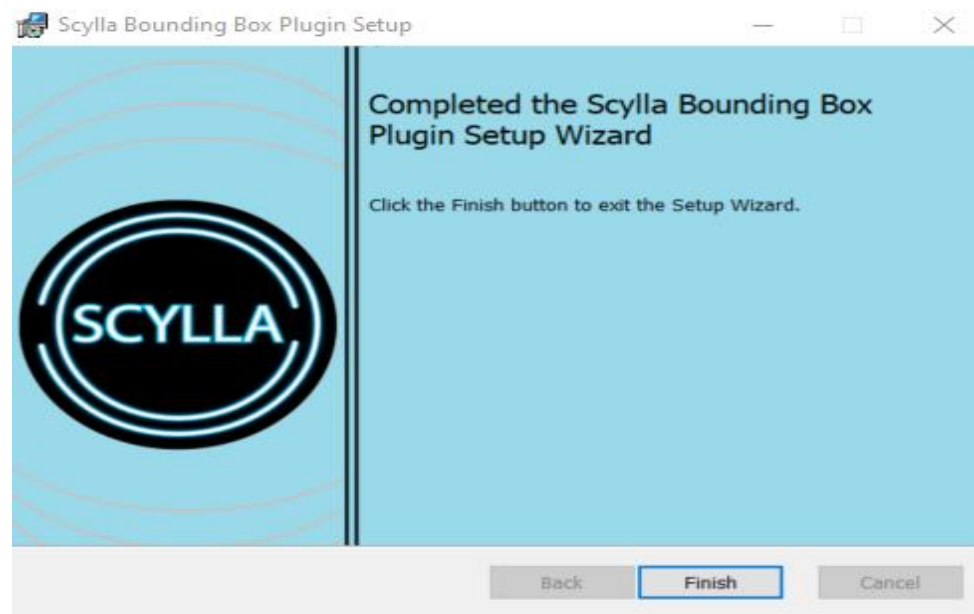 Scylla Bounding Box Plugin Setup
Completed the Scylla Bounding Box
Plugin Setup Wizard
Click the Finish button to exit the Setup Wizard.
SCYLLA
Back
Finish
Cancel